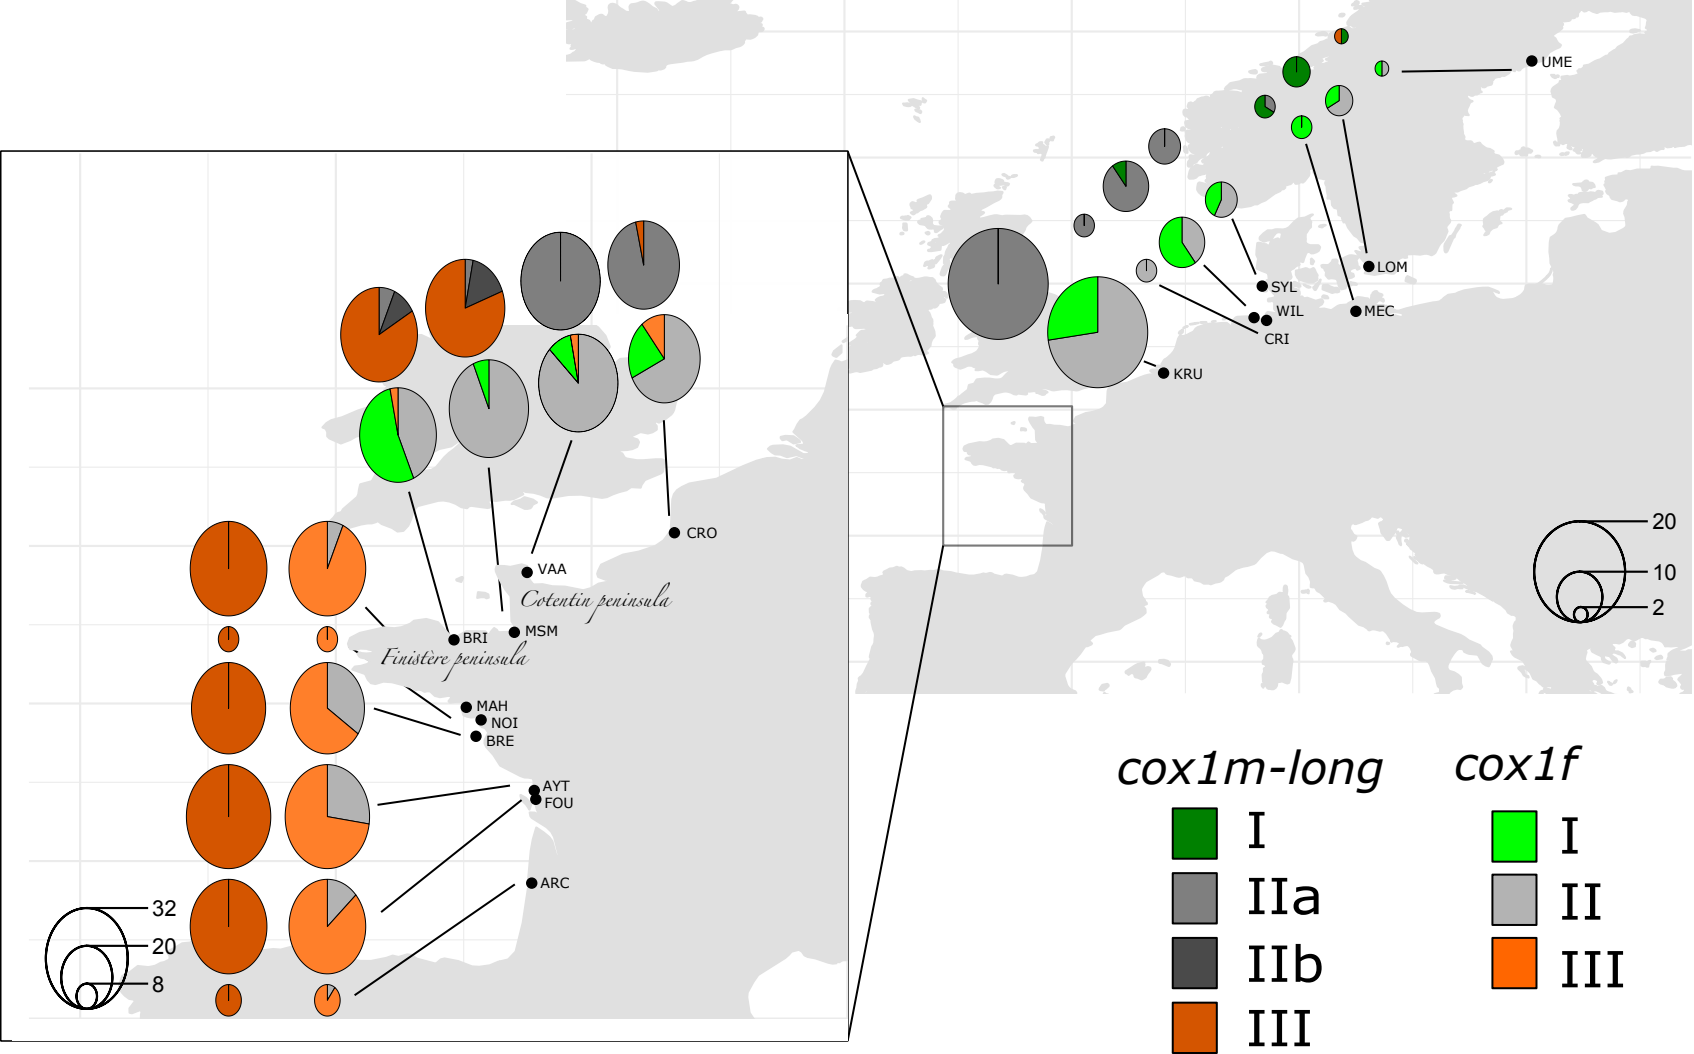 UME
LOM
SYL
MEC
WIL
CRI
KRU
CRO
VAA
Cotentin peninsula
MSM
BRI
Finistère peninsula
MAH
NOI
BRE
AYT
FOU
ARC
32
20
8
20
10
2
cox1m-long
I
IIa
IIb
III
cox1f
I
II
III